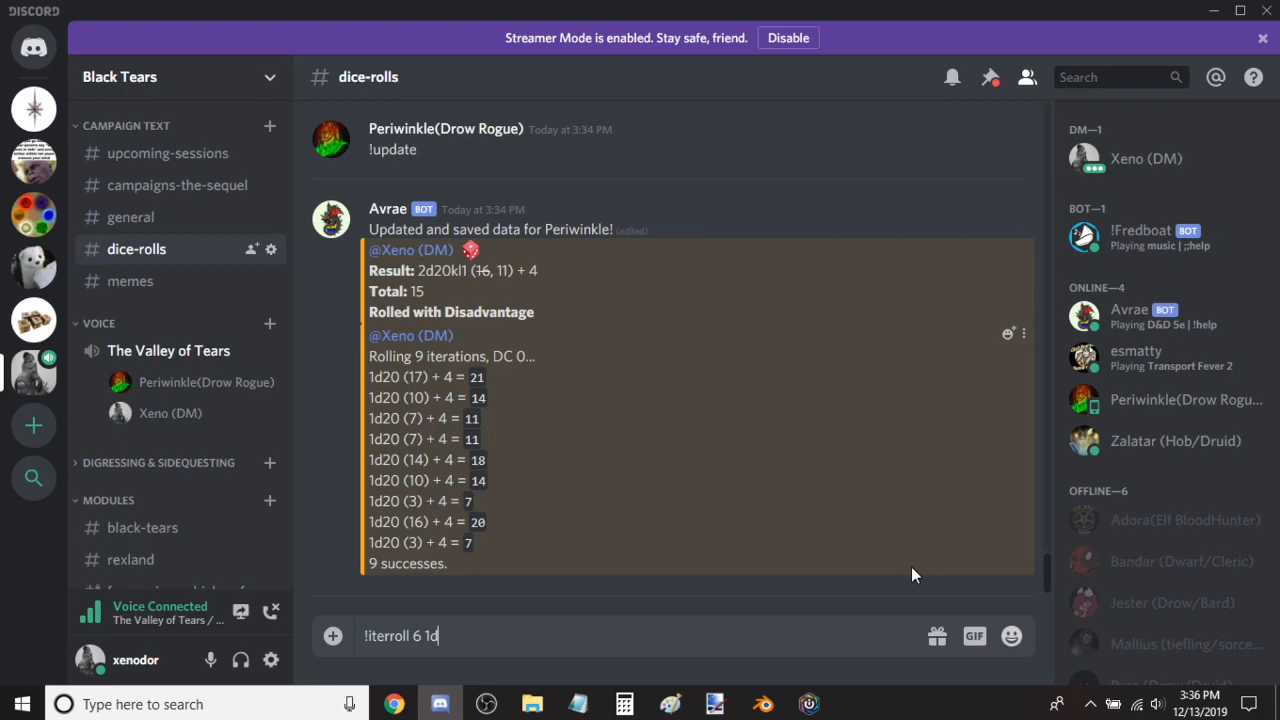 DISCORD
Streamer Mode is enabled. Stay safe, friend. Disable
Black Tears
CAMPAIGN TEXT
# upcoming-sessions
# campaigns-the-sequel
# general
# dice-rolls
# memes
VOICE
The Valley of Tears
Periwinkle(Drow Rogue)
Xeno (DM)
DIGRESSING & SIDEQUESTING
MODULES
# black-tears
# rexland
Voice Connected
The Valley of Tears / ...
xenodor
# dice-rolls
Search
Periwinkle(Drow Rogue) Today at 3:34 PM
!update
Avrae BOT Today at 3:34 PM
Updated and saved data for Periwinkle! (edited)
@Xeno (DM)
Result: 2d20kl1 (16, 11) + 4
Total: 15
Rolled with Disadvantage
@Xeno (DM)
Rolling 9 iterations, DC 0...
1d20 (17) + 4 = 21
1d20 (10) + 4 = 14
1d20 (7) + 4 = 11
1d20 (7) + 4 = 11
1d20 (14) + 4 = 18
1d20 (10) + 4 = 14
1d20 (3) + 4 = 7
1d20 (16) + 4 = 20
1d20 (3) + 4 = 7
9 successes.
!iterroll 6 1d
GIF
DM—1
Xeno (DM)
BOT—1
!Fredboat BOT
Playing music | ;;help
ONLINE—4
Avrae BOT
Playing D&D 5e | !help
esmatty
Playing Transport Fever 2
Periwinkle(Drow Rogu...
Zalatar (Hob/Druid)
OFFLINE—6
Adora(Elf BloodHunter)
Bandar (Dwarf/Cleric)
Jester (Drow/Bard)
Mallius (tiefling/sorce...
Type here to search
3:36 PM
12/13/2019